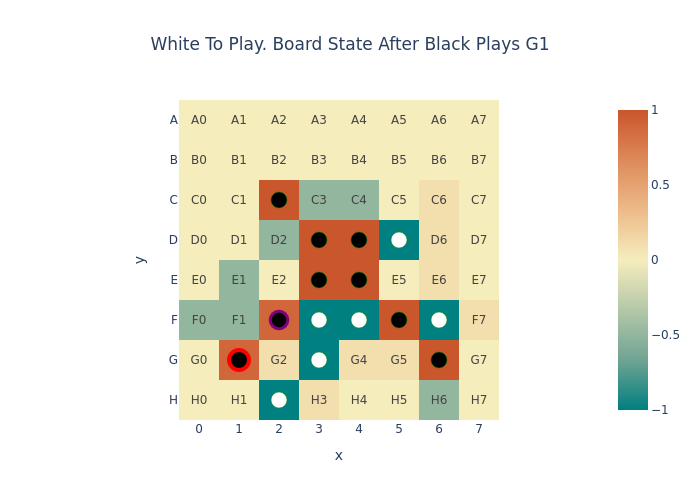 White To Play. Board State After Black Plays G1
A A0 A1 A2 A3 A4 A5 A6 A7
B B0 B1 B2 B3 B4 B5 B6 B7
C C0 C1 C3 C4 C5 C6 C7
D D0 D1 D2 D6 D7
E E0 E1 E2 E5 E6 E7
F F0 F1 F7
G G0 G2 G4 G5 G7
H H0 H1 H3 H4 H5 H6 H7
0 1 2 3 4 5 6 7
x
y
1
0.5
0
−0.5
−1